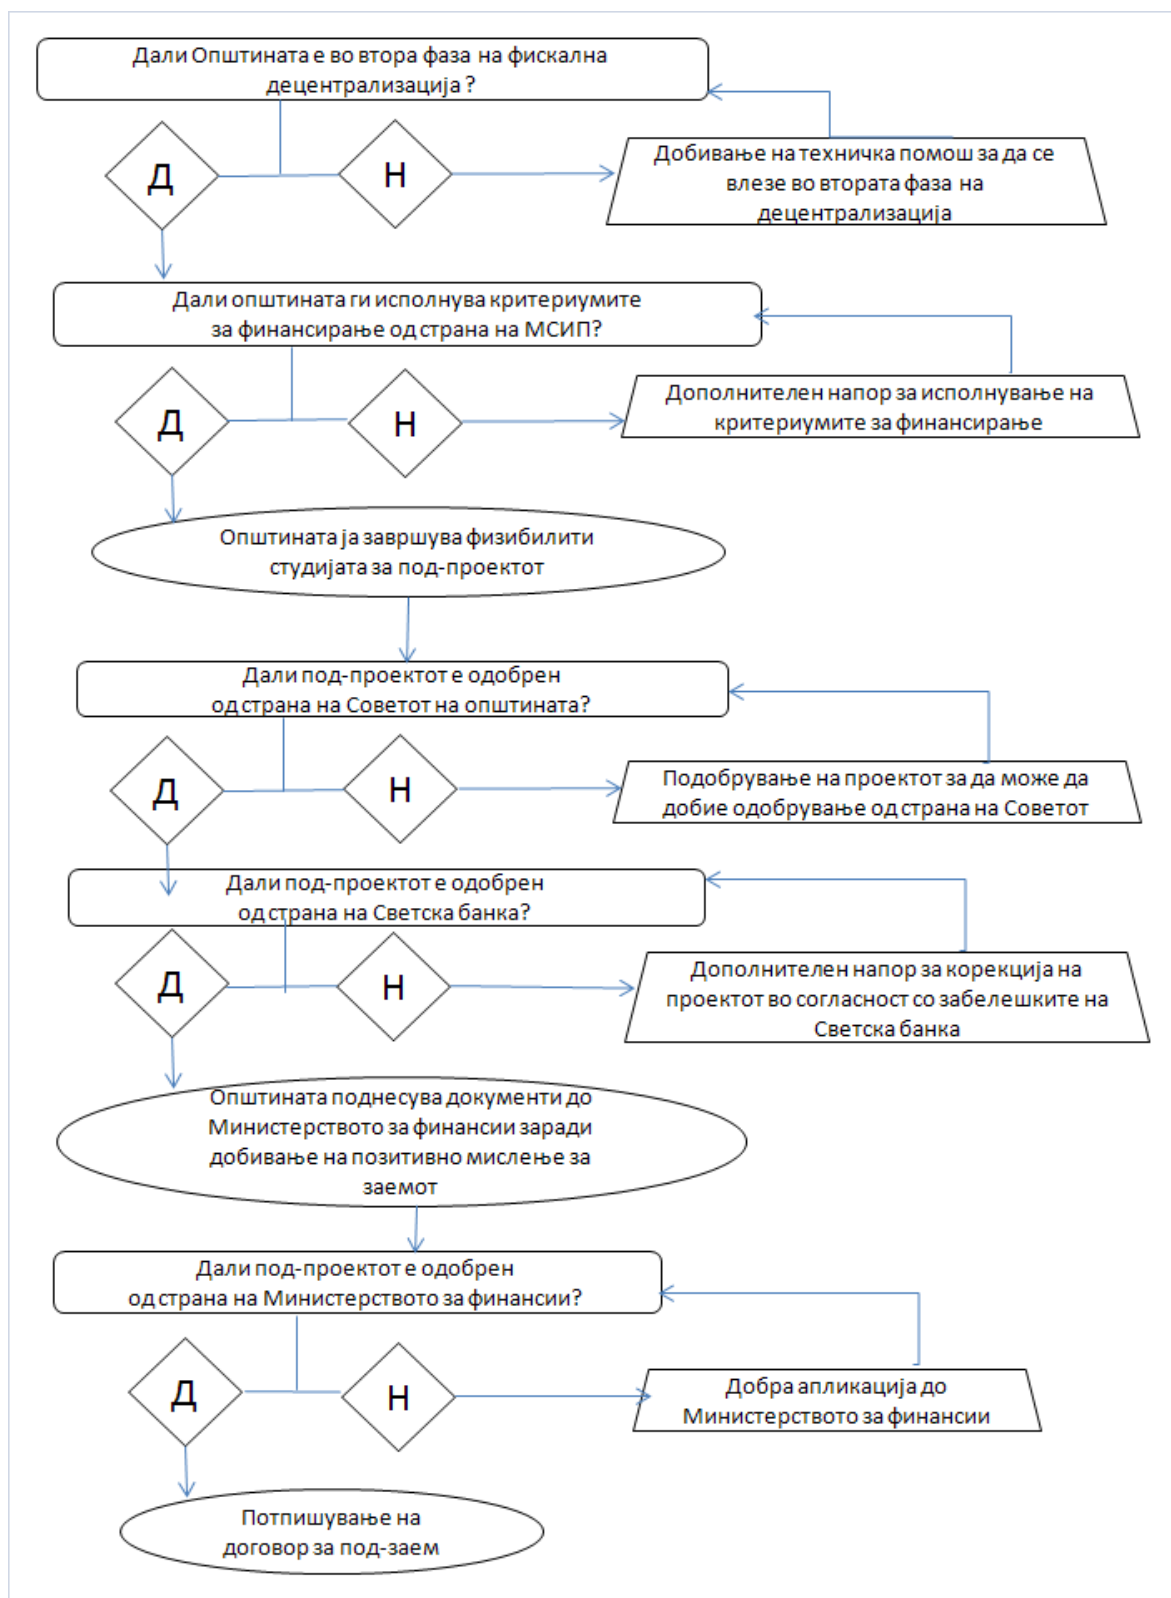 Дали Општината е во втора фаза на фискална
децентрализација ?
Д
Н
Добивање на техничка помош за да се
влезе во втората фаза на
децентрализација
Дали општината ги исполнува критериумите
за финансирање од страна на МСИП?
Д
Н
Дополнителен напор за исполнување на
критериумите за финансирање
Општината ја завршува физибилити
студијата за под-проектот
Дали под-проектот е одобрен
од страна на Советот на општината?
Д
Н
Подобрување на проектот за да може да
добие одобрување од страна на Советот
Дали под-проектот е одобрен
од страна на Светска банка?
Д
Н
Дополнителен напор за корекција на
проектот во согласност со забелешките на
Светска банка
Општината поднесува документи до
Министерството за финансии заради
добивање на позитивно мислење за
заемот
Дали под-проектот е одобрен
од страна на Министерството за финансии?
Д
Н
Добра апликација до
Министерството за финансии
Потпишување на
договор за под-заем